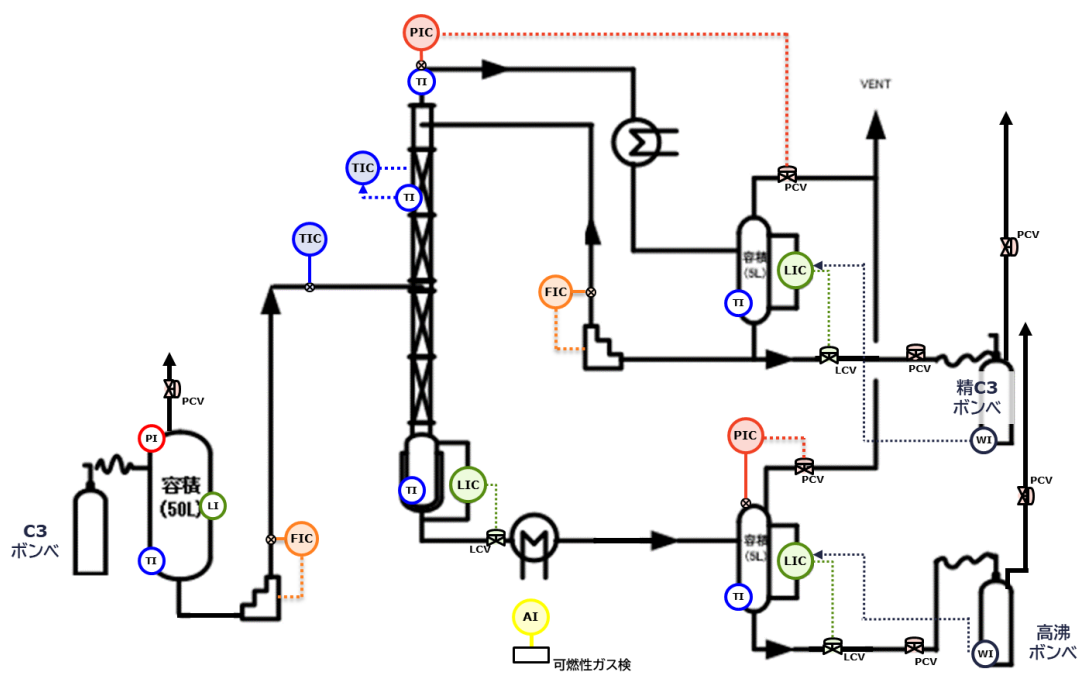 PIC
TI
VENT
TIC
TI
PCV
TIC
PCV
容積
(5L)
LIC
FIC
TI
PCV
LCV
PCV
PCV
精C3
ボンベ
PI
PIC
WI
容積
(50L)
LI
TI
LIC
PCV
PCV
C3
ボンベ
FIC
LCV
容積
(5L)
LIC
TI
TI
AI
高沸
ボンベ
WI
LCV
PCV
可燃性ガス検